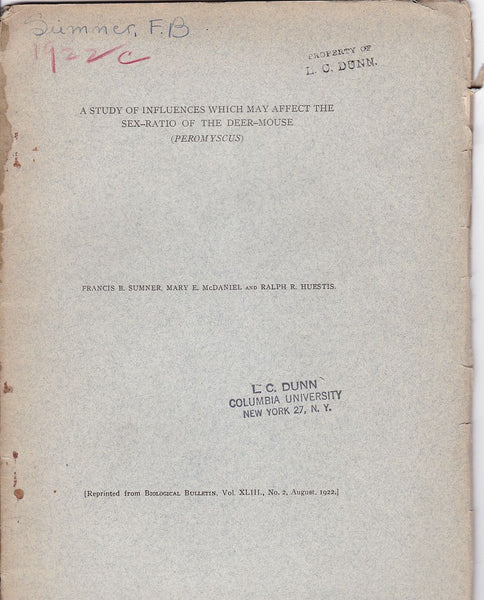 Sumner, F.B
1922c
PROPERTY OF
L. C. DUNN.
A STUDY OF INFLUENCES WHICH MAY AFFECT THE
SEX-RATIO OF THE DEER-MOUSE
(PEROMYSCUS)
FRANCIS B. SUMNER, MARY E. McDANIEL AND RALPH R. HUESTIS.
L. C. DUNN
COLUMBIA UNIVERSITY
NEW YORK 27, N. Y.
[Reprinted from BIOLOGICAL BULLETIN, Vol. XLIII., No. 2, August, 1922.]